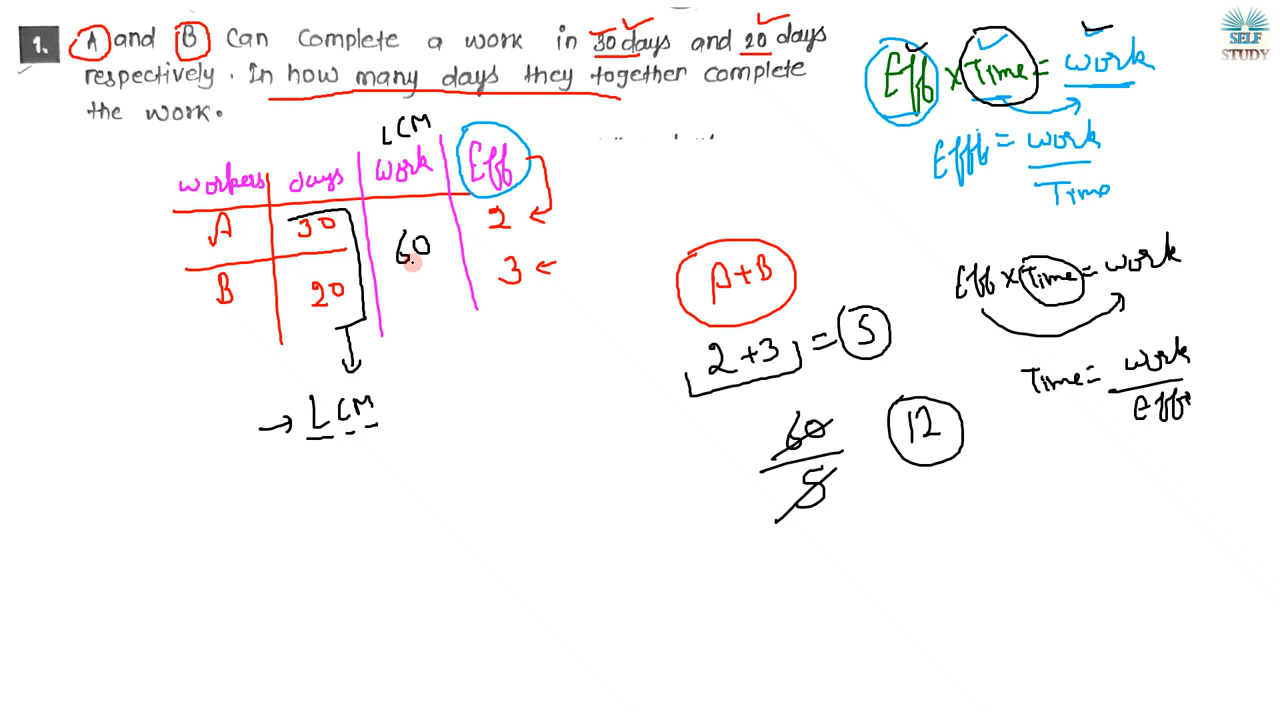 1. A and B Can Complete a work in 30 days and 20 days
respectively. In how many days they together complete
the work.
SELF
STUDY
Eff × Time = work
Effi = work
Time
LCM
workers days work Eff
A 30 2
60
B 20 3
→ LCM
A+B
2+3 = 5
60
5
12
Eff × Time = work
Time = work
eff